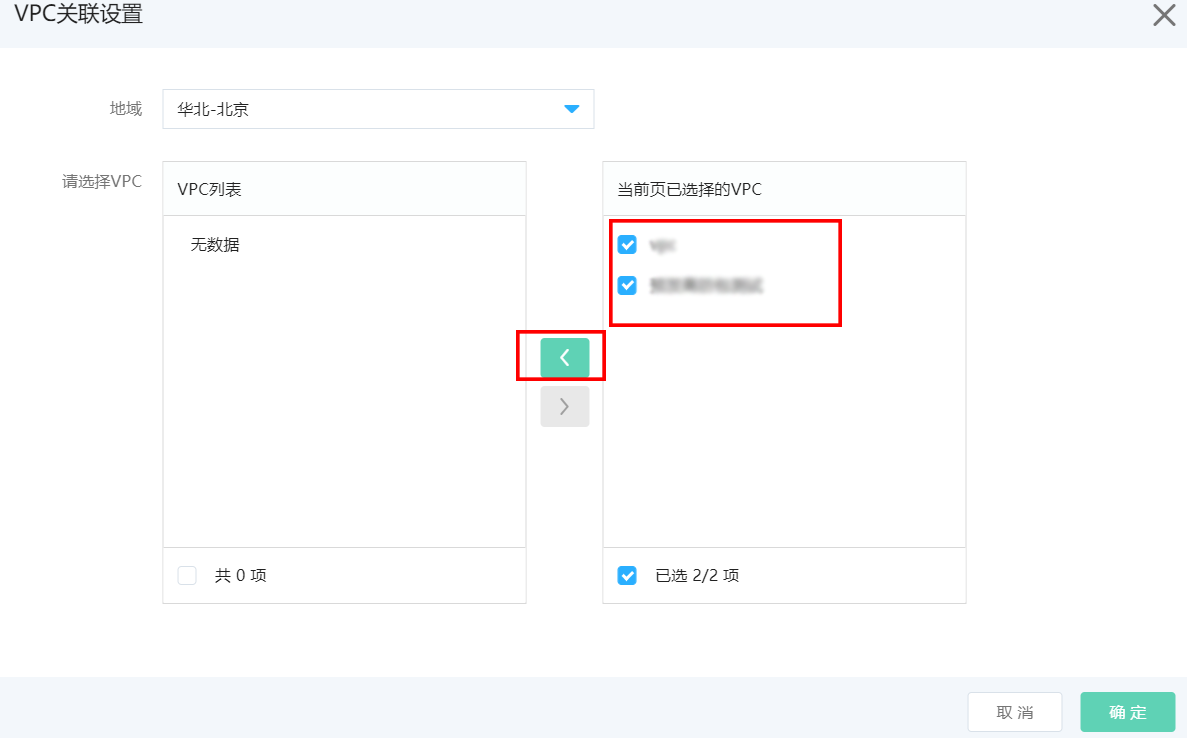 VPC关联设置
地域
华北-北京
请选择VPC
VPC列表
当前页已选择的VPC
无数据
共 0 项
已选 2/2 项
取 消
确 定